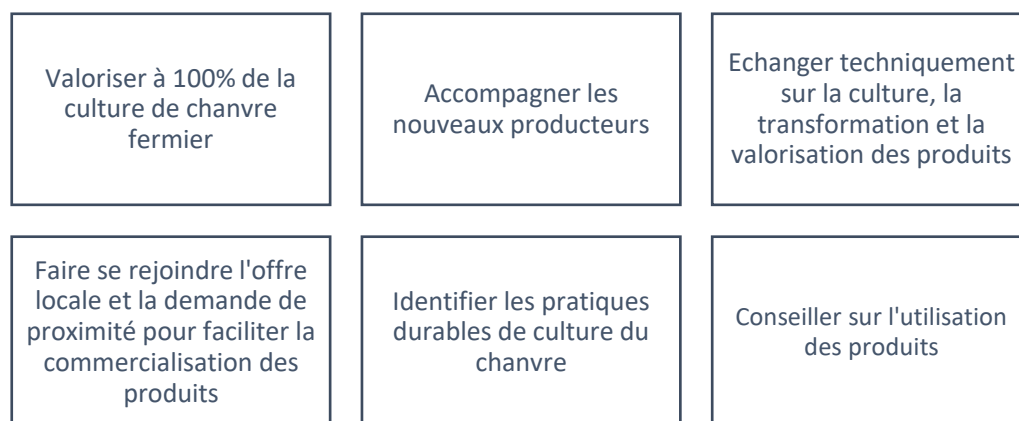 Valoriser à 100% de la
culture de chanvre
fermier
Accompagner les
nouveaux producteurs
Echanger techniquement
sur la culture, la
transformation et la
valorisation des produits
Faire se rejoindre l'offre
locale et la demande de
proximité pour faciliter la
commercialisation des
produits
Identifier les pratiques
durables de culture du
chanvre
Conseiller sur l'utilisation
des produits